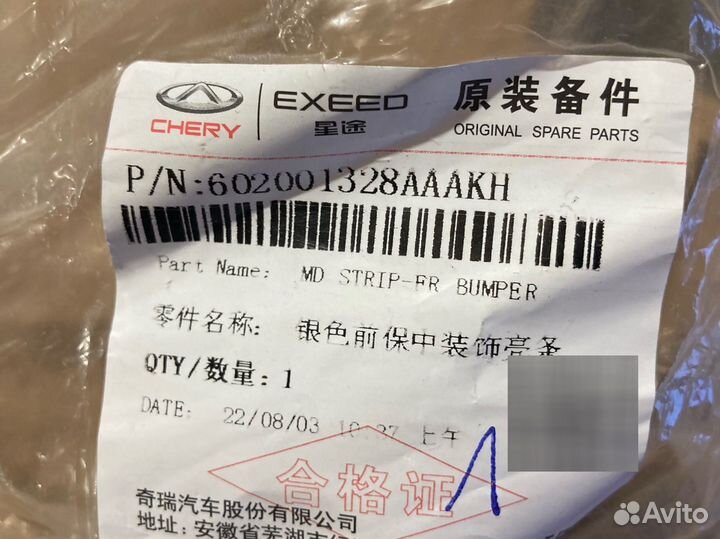 CHERY
EXEED
星途
原装备件
ORIGINAL SPARE PARTS
P/N:602001328AAAKH
Part Name: MD STRIP-FR BUMPER
零件名称: 银色前保中装饰亮条
QTY/数量: 1
DATE: 22/08/03 上午
1
合格证
奇瑞汽车股份有限公司
地址: 安徽省芜湖市
Avito